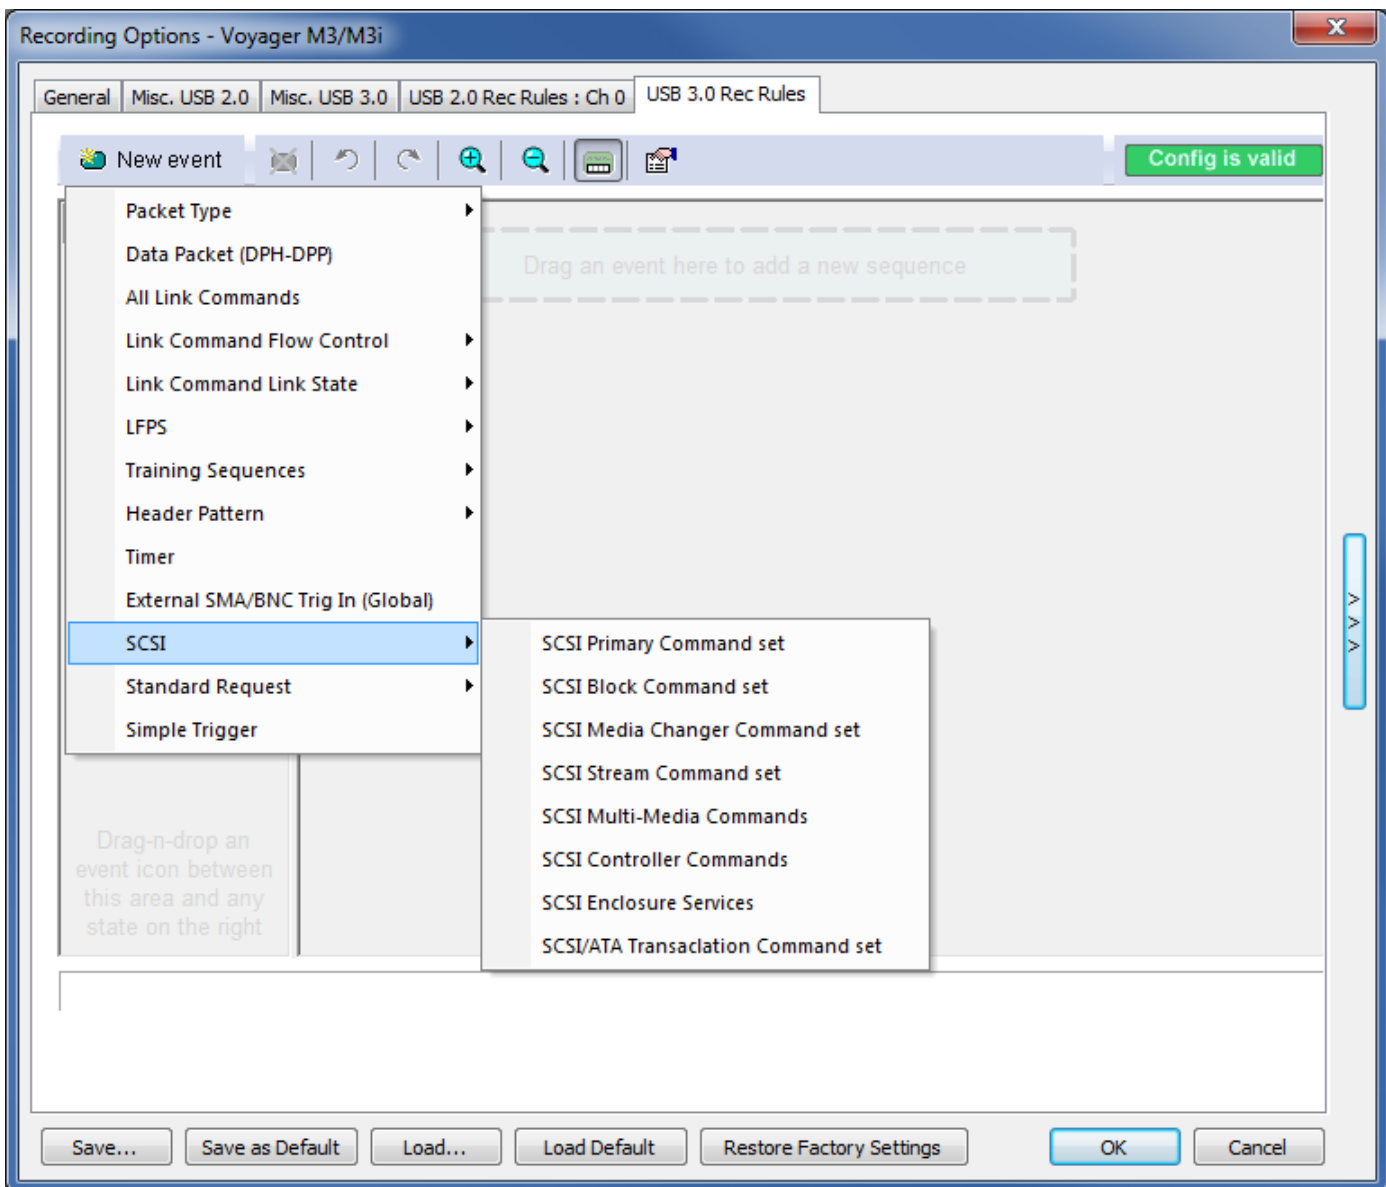 Recording Options - Voyager M3/M3i
General
Misc. USB 2.0
Misc. USB 3.0
USB 2.0 Rec Rules : Ch 0
USB 3.0 Rec Rules
New event
Config is valid
Packet Type
Data Packet (DPH-DPP)
All Link Commands
Link Command Flow Control
Link Command Link State
LFPS
Training Sequences
Header Pattern
Timer
External SMA/BNC Trig In (Global)
SCSI
Standard Request
Simple Trigger
Drag an event here to add a new sequence
SCSI Primary Command set
SCSI Block Command set
SCSI Media Changer Command set
SCSI Stream Command set
SCSI Multi-Media Commands
SCSI Controller Commands
SCSI Enclosure Services
SCSI/ATA Transaclation Command set
Drag-n-drop an
event icon between
this area and any
state on the right
>
>
>
Save...
Save as Default
Load...
Load Default
Restore Factory Settings
OK
Cancel